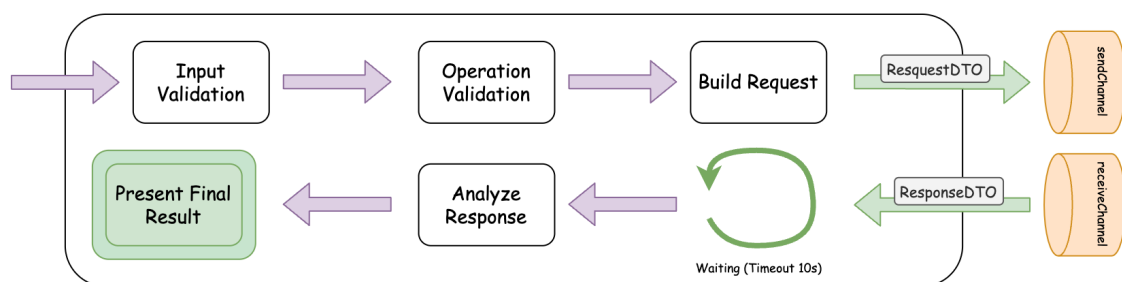 Input
Validation
Operation
Validation
Build Request
ResquestDTO
sendChannel
Present Final
Result
Analyze
Response
Waiting (Timeout 10s)
ResponseDTO
receiveChannel